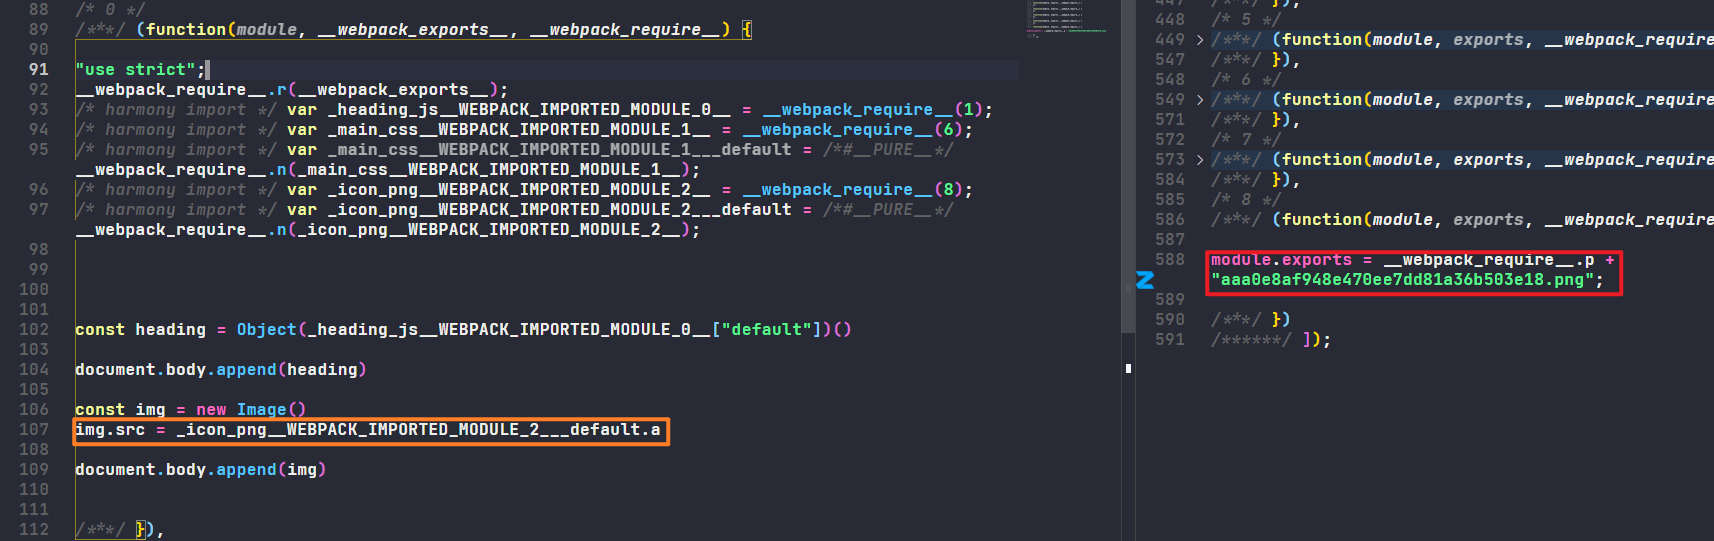 88 /* 0 */
89 /***/ (function(module, __webpack_exports__, __webpack_require__) {
90
91 "use strict";
92 __webpack_require__.r(__webpack_exports__);
93 /* harmony import */ var _heading_js__WEBPACK_IMPORTED_MODULE_0__ = __webpack_require__(1);
94 /* harmony import */ var _main_css__WEBPACK_IMPORTED_MODULE_1__ = __webpack_require__(6);
95 /* harmony import */ var _main_css__WEBPACK_IMPORTED_MODULE_1___default = /*#__PURE__*/
__webpack_require__.n(_main_css__WEBPACK_IMPORTED_MODULE_1__);
96 /* harmony import */ var _icon_png__WEBPACK_IMPORTED_MODULE_2__ = __webpack_require__(8);
97 /* harmony import */ var _icon_png__WEBPACK_IMPORTED_MODULE_2___default = /*#__PURE__*/
__webpack_require__.n(_icon_png__WEBPACK_IMPORTED_MODULE_2__);
98
99
100
101
102 const heading = Object(_heading_js__WEBPACK_IMPORTED_MODULE_0__["default"])()
103
104 document.body.append(heading)
105
106 const img = new Image()
107 img.src = _icon_png__WEBPACK_IMPORTED_MODULE_2___default.a
108
109 document.body.append(img)
110
111
112 /***/ }),
447 /***/ }),
448 /* 5 */
449 /***/ (function(module, exports, __webpack_require
547 /***/ }),
548 /* 6 */
549 /***/ (function(module, exports, __webpack_require
571 /***/ }),
572 /* 7 */
573 /***/ (function(module, exports, __webpack_require
584 /***/ }),
585 /* 8 */
586 /***/ (function(module, exports, __webpack_require
587
588 module.exports = __webpack_require__.p +
"aaa0e8af948e470ee7dd81a36b503e18.png";
589
590 /***/ })
591 /******/ ]);